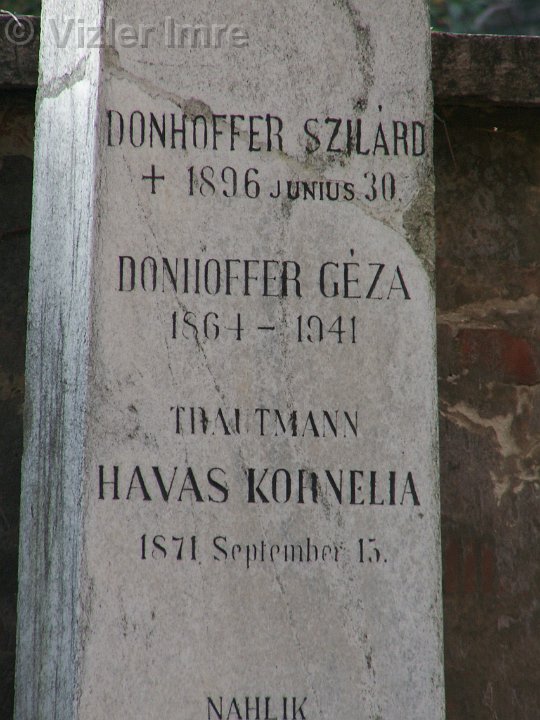 © Vizler Imre
DONHOFFER SZILÁRD
+ 1896 JUNIUS 30.
DONHOFFER GÉZA
1864 – 1941
TRAUTMANN
HAVAS KORNELIA
1871. September 15.
NAHLIK